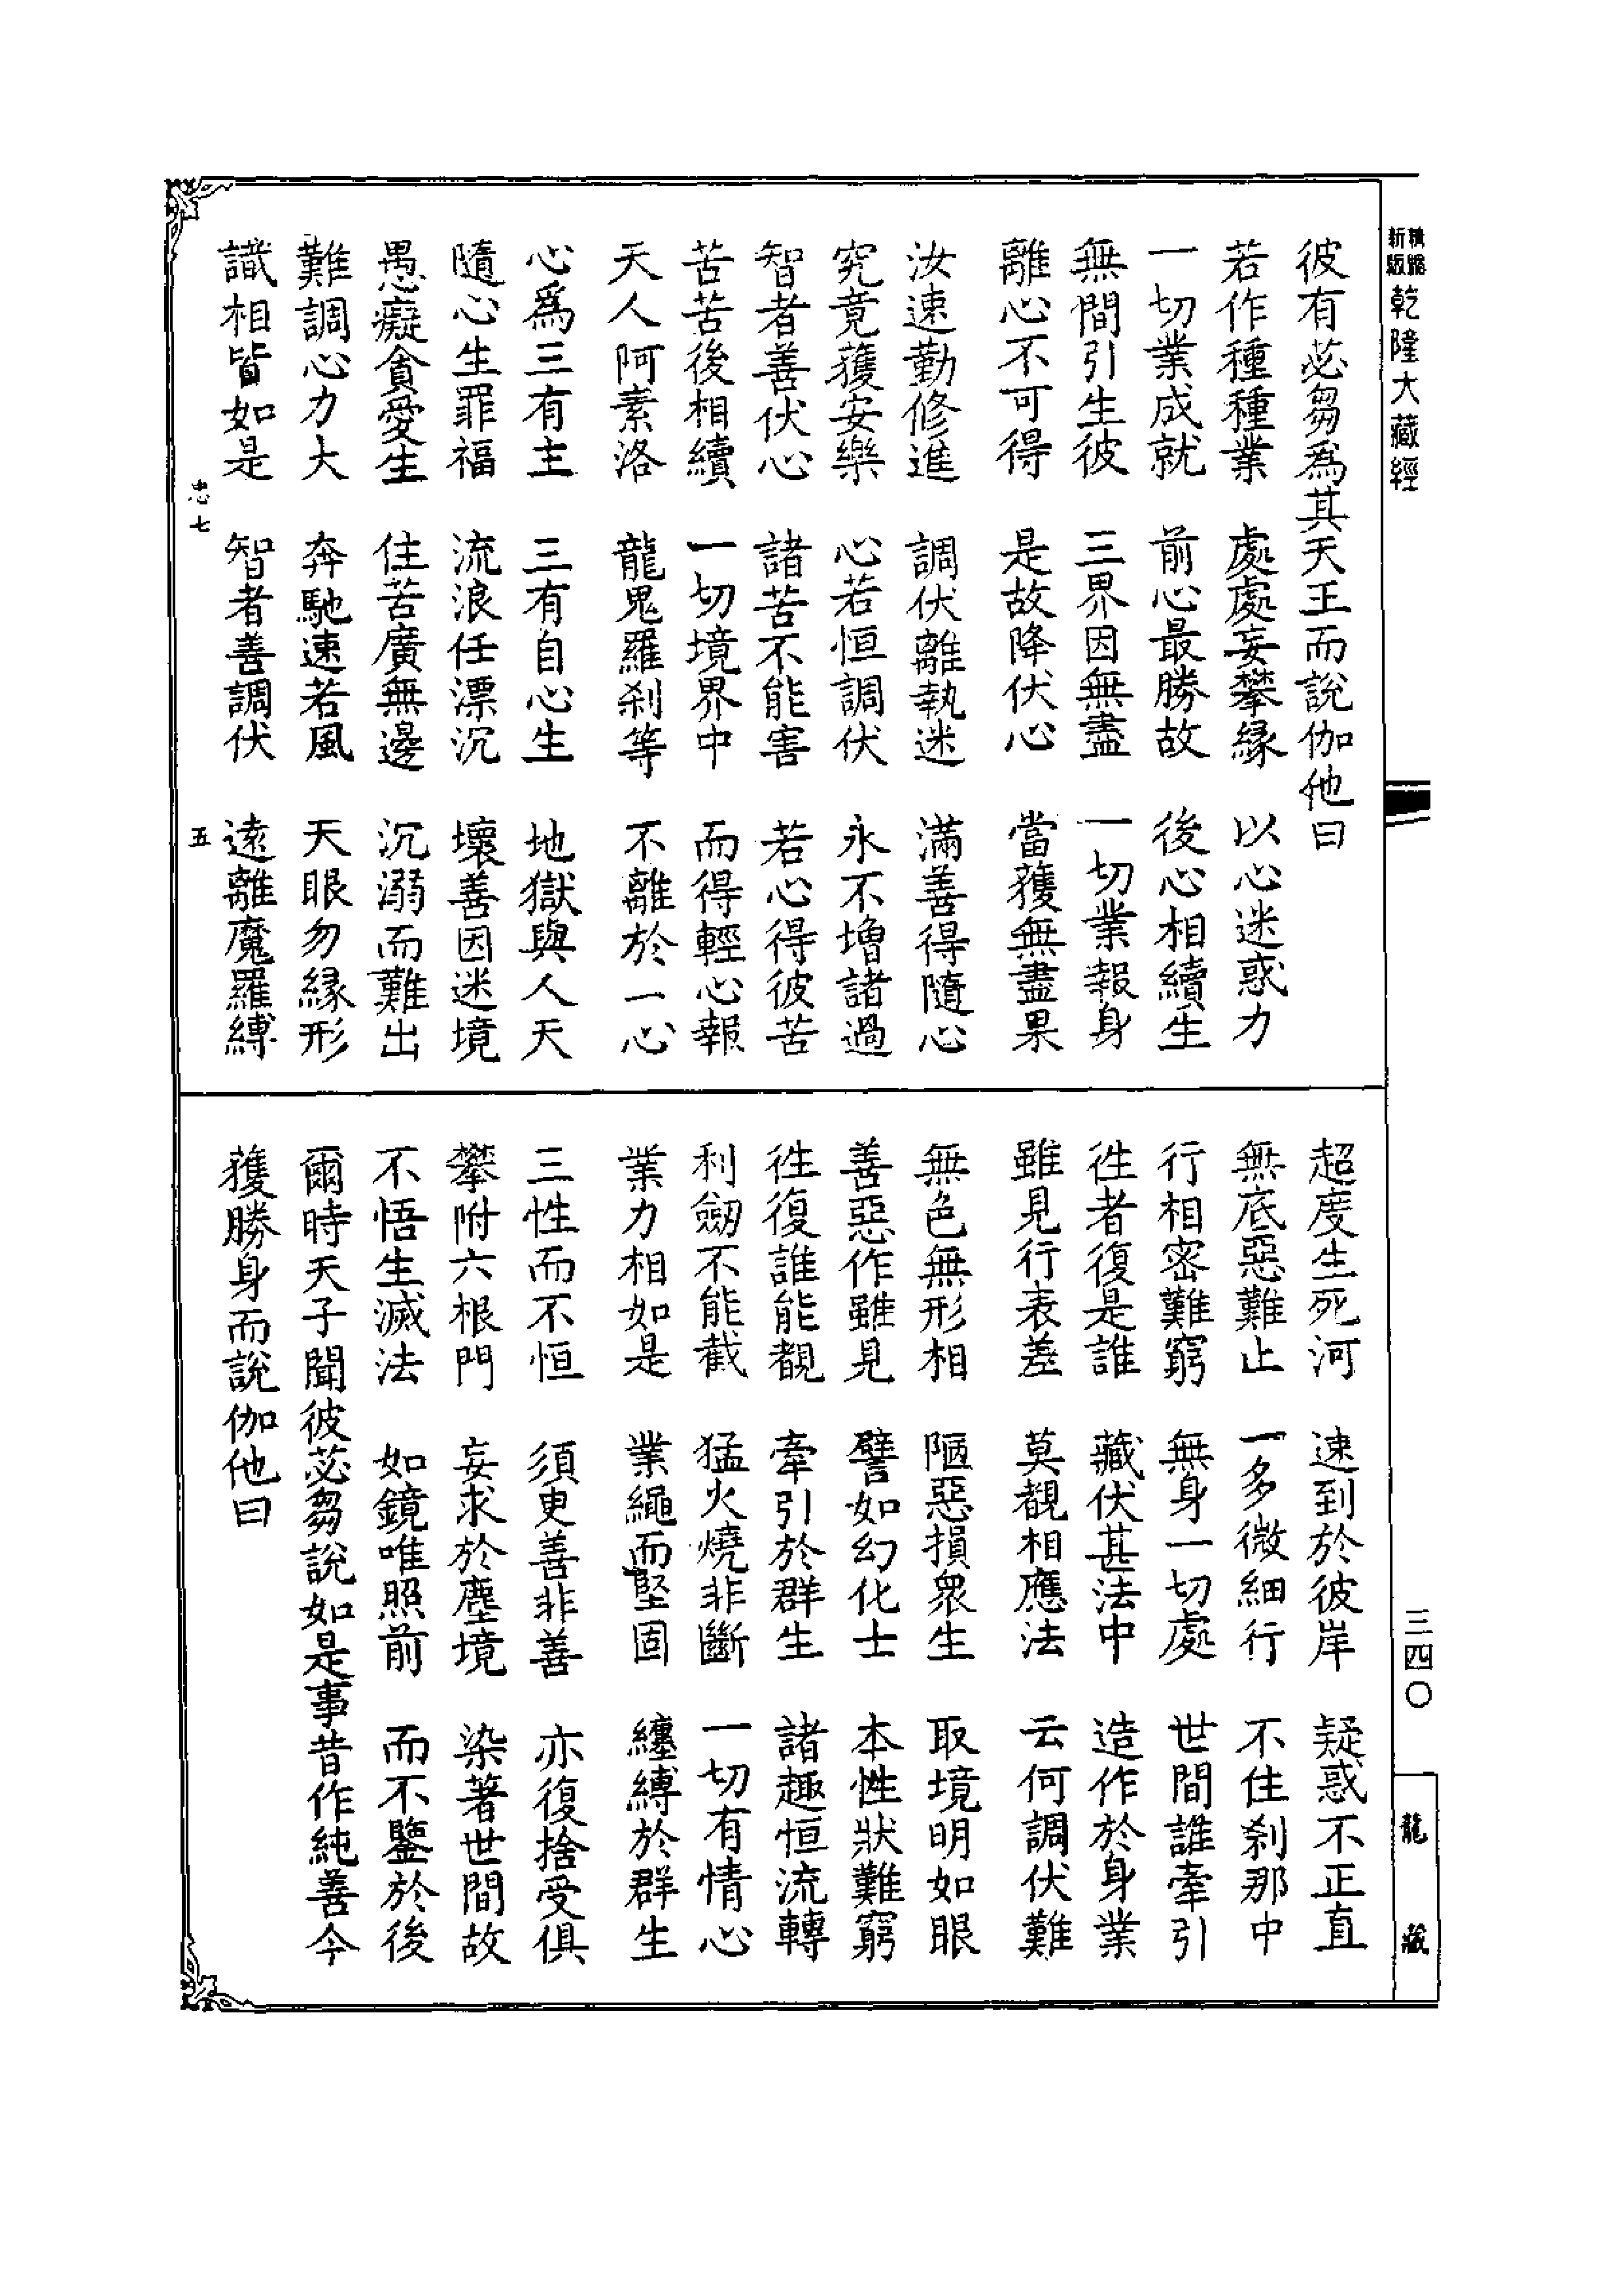 新版精縮乾隆大藏經
彼有苾芻為其天王而說伽他曰
若作種種業　處處妄攀緣　以心迷惑力
一切業成就　前心最勝故　後心相續生
無間引生彼　三界因無盡　一切業報身
離心不可得　是故降伏心　當獲無盡果
汝速勤修進　調伏離執迷　滿善得隨心
究竟獲安樂　心若恒調伏　永不增諸過
智者善伏心　諸苦不能害　若心得彼苦
苦苦後相續　一切境界中　而得輕心報
天人阿素洛　龍鬼羅剎等　不離於一心
心為三有主　三有自心生　地獄與人天
隨心生罪福　流浪任漂沉　壞善因迷境
愚癡貪愛生　住苦廣無邊　沉溺而難出
難調心力大　奔馳速若風　天眼勿緣形
識相皆如是　智者善調伏　遠離魔羅縛
忠七　五
超度生死河　速到於彼岸　疑惑不正直
無底惡難止　一多微細行　不住剎那中
行相密難窮　無身一切處　世間誰牽引
徃者復是誰　藏伏甚法中　造作於身業
雖見行表差　莫覩相應法　云何調伏難
無色無形相　陋惡損眾生　取境明如眼
善惡作雖見　譬如幻化士　本性狀難窮
徃復誰能覩　牽引於群生　諸趣恒流轉
利劒不能截　猛火燒非斷　一切有情心
業力相如是　業繩而堅固　纏縛於群生
三性而不恒　須臾善非善　亦復捨受俱
攀附六根門　妄求於塵境　染著世間故
不悟生滅法　如鏡唯照前　而不鑒於後
爾時天子聞彼苾芻說如是事昔作純善今
獲勝身而說伽他曰
三四〇
龍藏